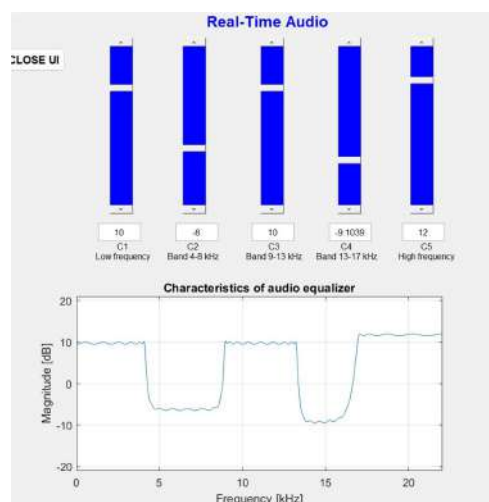 Real-Time Audio
CLOSE UI
10 -6 10 -9.1039 12
C1 C2 C3 C4 C5
Low frequency Band 4-8 kHz Band 9-13 kHz Band 13-17 kHz High frequency
Characteristics of audio equalizer
20
10
0
-10
-20
Magnitude [dB]
0 5 10 15 20
Frequency [kHz]